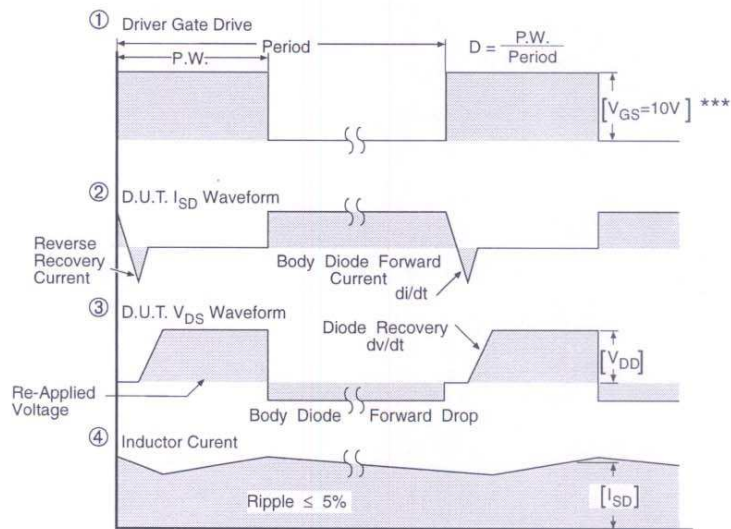 ① Driver Gate Drive
Period
P.W.
D = P.W. / Period
[VGS=10V] ***
② D.U.T. ISD Waveform
Reverse
Recovery
Current
Body Diode Forward
Current
di/dt
③ D.U.T. VDS Waveform
Diode Recovery
dv/dt
[VDD]
Re-Applied
Voltage
Body Diode Forward Drop
④ Inductor Curent
Ripple ≤ 5%
[ISD]